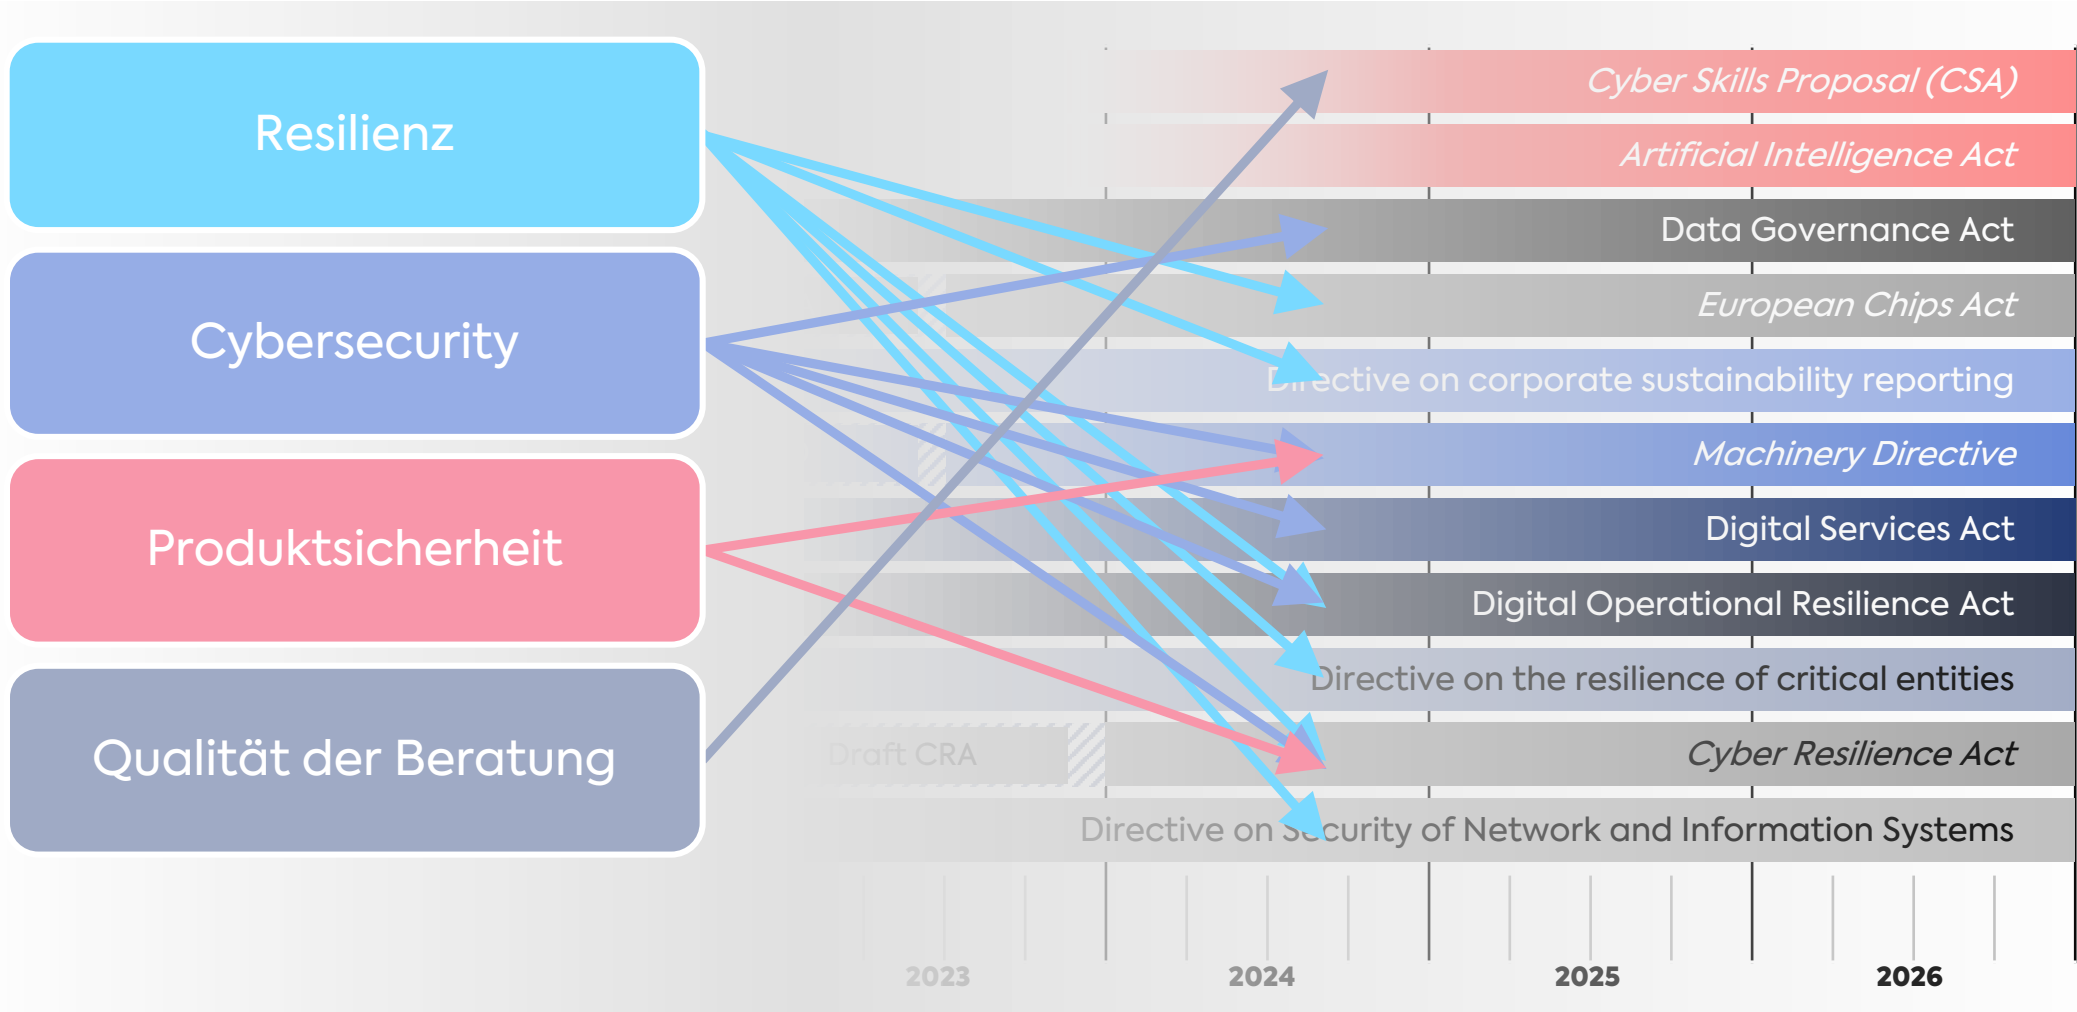 Resilienz
Cybersecurity
Produktsicherheit
Qualität der Beratung
Cyber Skills Proposal (CSA)
Artificial Intelligence Act
Data Governance Act
European Chips Act
Directive on corporate sustainability reporting
Machinery Directive
Digital Services Act
Digital Operational Resilience Act
Directive on the resilience of critical entities
Draft CRA
Cyber Resilience Act
Directive on Security of Network and Information Systems
2023
2024
2025
2026